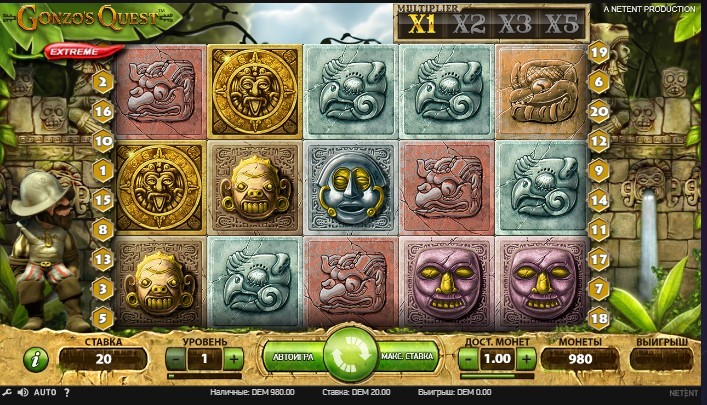 GONZO'S QUEST™
MULTIPLIER
X1 X2 X3 X5
A NETENT PRODUCTION
EXTREME
2
16
10
1
15
8
13
3
5
19
6
20
12
9
14
11
17
7
18
СТАВКА
20
УРОВЕНЬ
- 1 +
АВТОИГРА
МАКС. СТАВКА
ДОСТ. МОНЕТ
- 1.00 +
МОНЕТЫ
980
ВЫИГРЫШ
i
AUTO ?
Наличные: DEM 980.00 Ставка: DEM 20.00 Выигрыш: DEM 0.00
NETENT